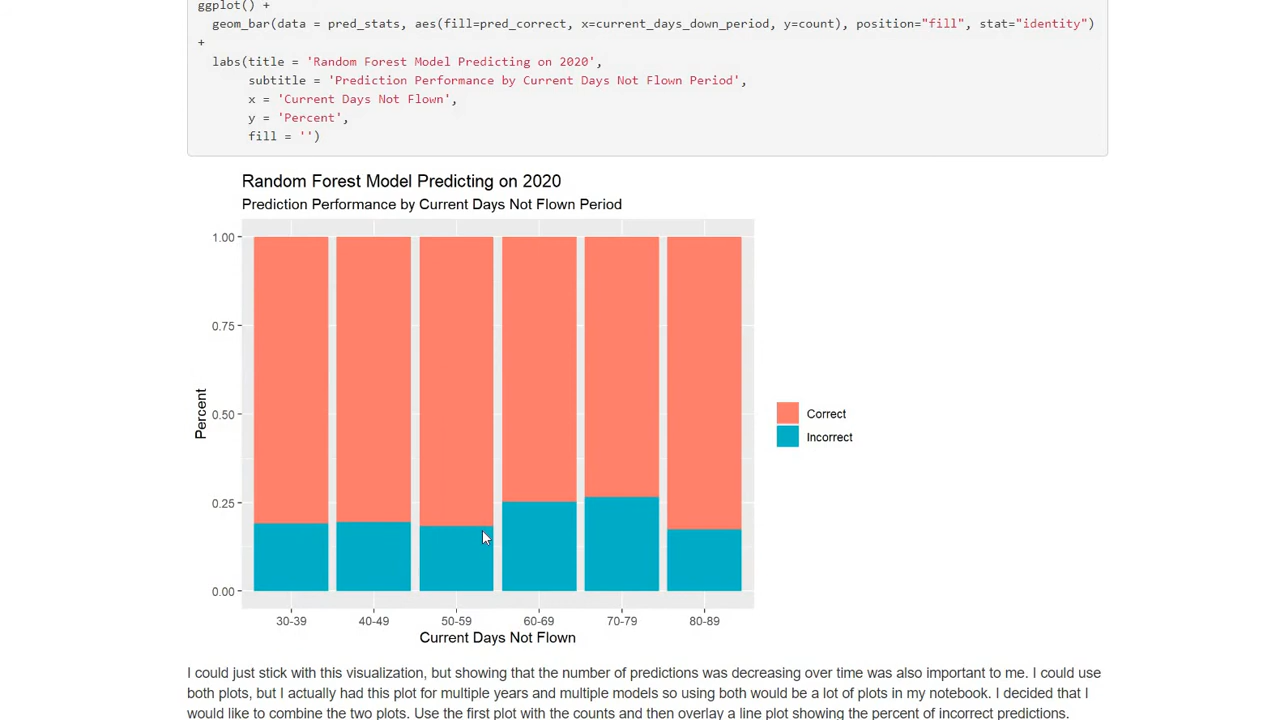 ggplot() +
geom_bar(data = pred_stats, aes(fill=pred_correct, x=current_days_down_period, y=count), position="fill", stat="identity")
+
labs(title = 'Random Forest Model Predicting on 2020',
subtitle = 'Prediction Performance by Current Days Not Flown Period',
x = 'Current Days Not Flown',
y = 'Percent',
fill = '')
Random Forest Model Predicting on 2020
Prediction Performance by Current Days Not Flown Period
1.00
0.75
0.50
0.25
0.00
Percent
30-39 40-49 50-59 60-69 70-79 80-89
Current Days Not Flown
Correct
Incorrect
I could just stick with this visualization, but showing that the number of predictions was decreasing over time was also important to me. I could use
both plots, but I actually had this plot for multiple years and multiple models so using both would be a lot of plots in my notebook. I decided that I
would like to combine the two plots. Use the first plot with the counts and then overlay a line plot showing the percent of incorrect predictions.